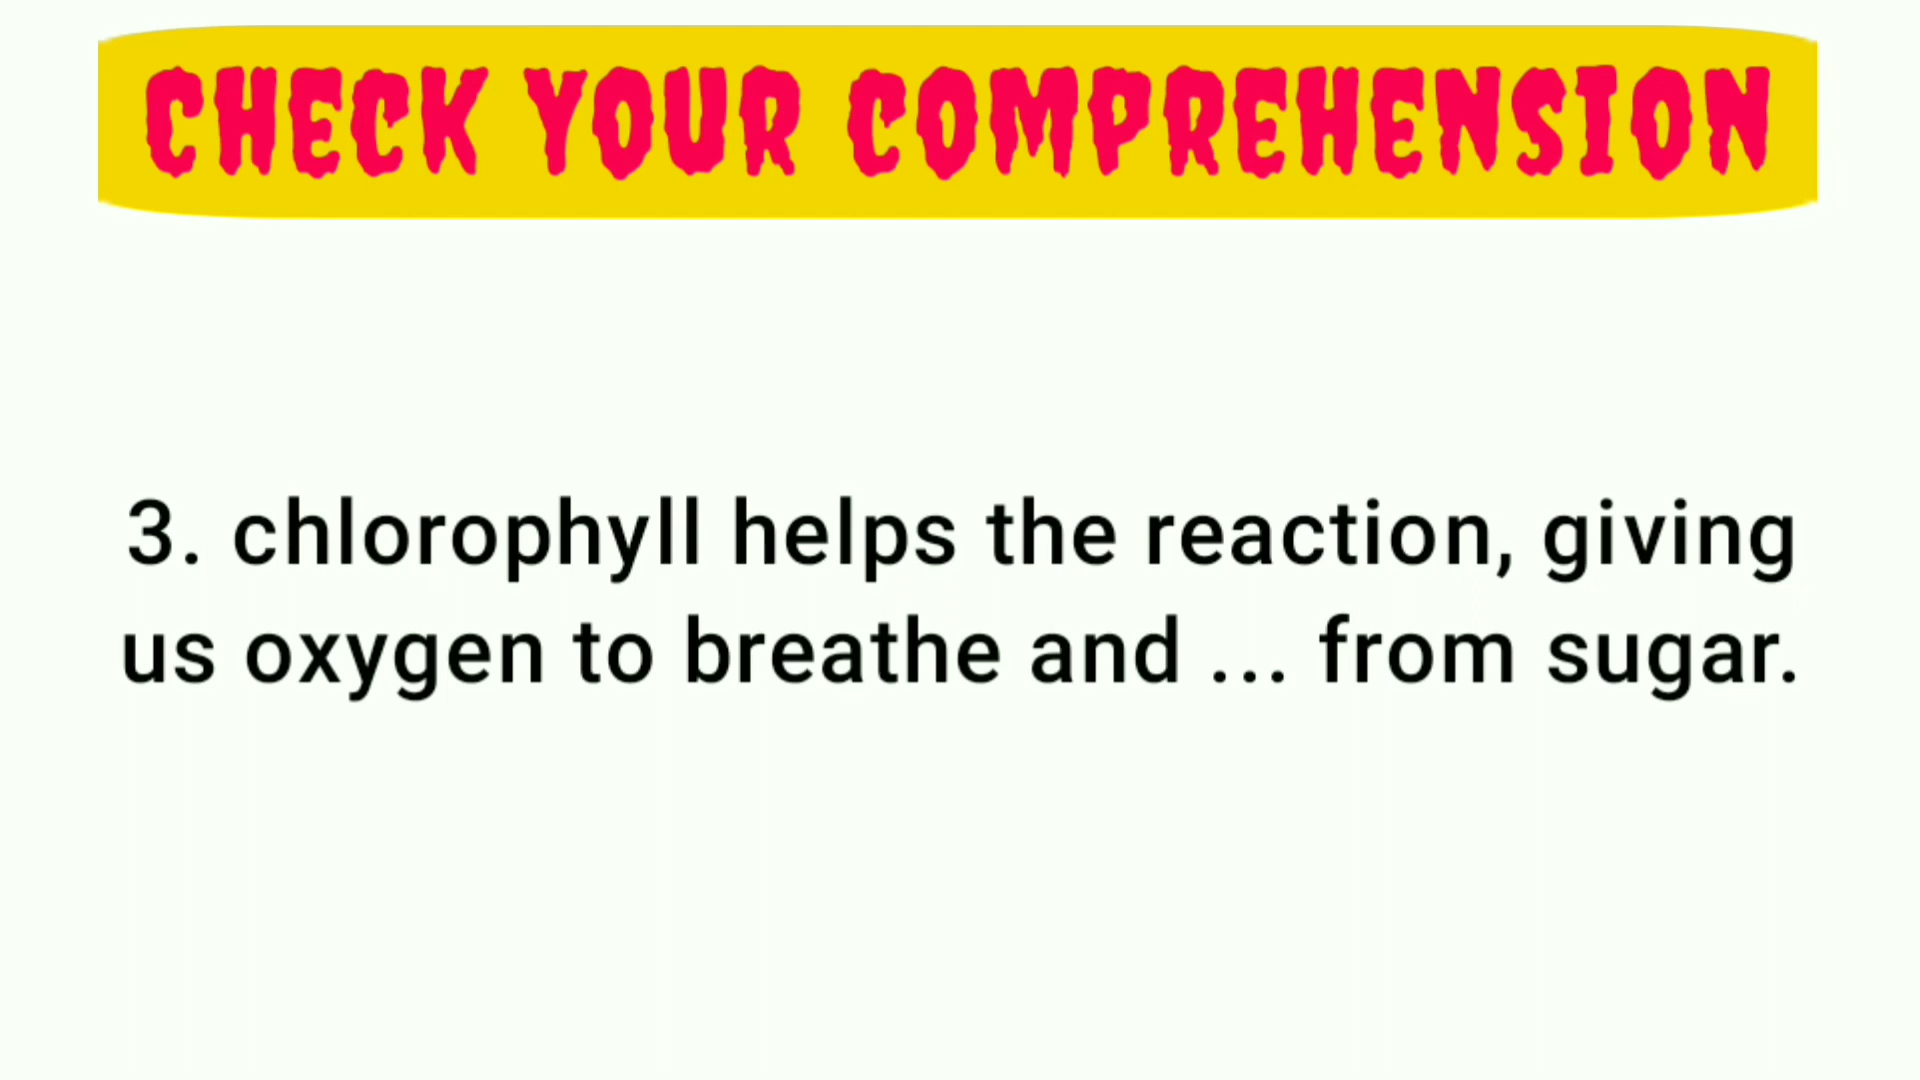 CHECK YOUR COMPREHENSION
3. chlorophyll helps the reaction, giving
us oxygen to breathe and ... from sugar.